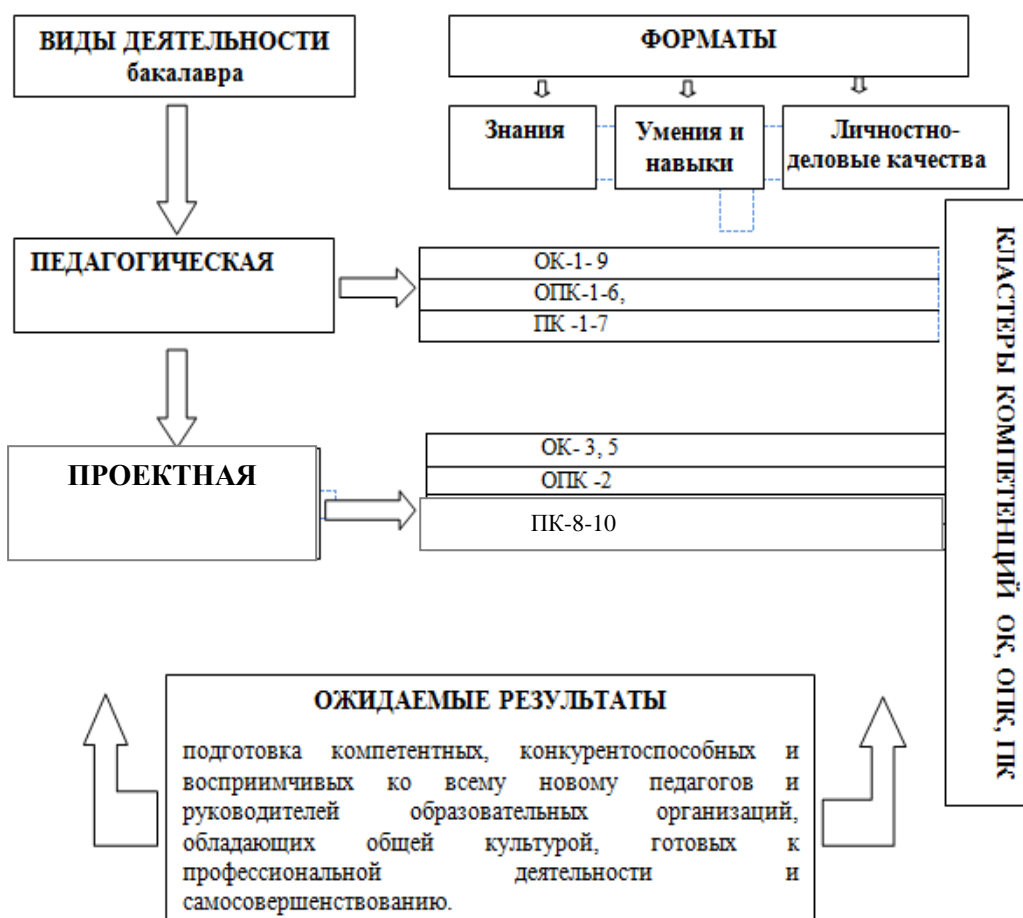 ВИДЫ ДЕЯТЕЛЬНОСТИ
бакалавра
ФОРМАТЫ
Знания
Умения и
навыки
Личностно-
деловые качества
ПЕДАГОГИЧЕСКАЯ
ОК-1- 9
ОПК-1-6,
ПК -1-7
ПРОЕКТНАЯ
ОК- 3, 5
ОПК -2
ПК-8-10
КЛАСТЕРЫ КОМПЕТЕНЦИЙ ОК, ОПК, ПК
ОЖИДАЕМЫЕ РЕЗУЛЬТАТЫ
подготовка компетентных, конкурентоспособных и
восприимчивых ко всему новому педагогов и
руководителей образовательных организаций,
обладающих общей культурой, готовых к
профессиональной деятельности и
самосовершенствованию.